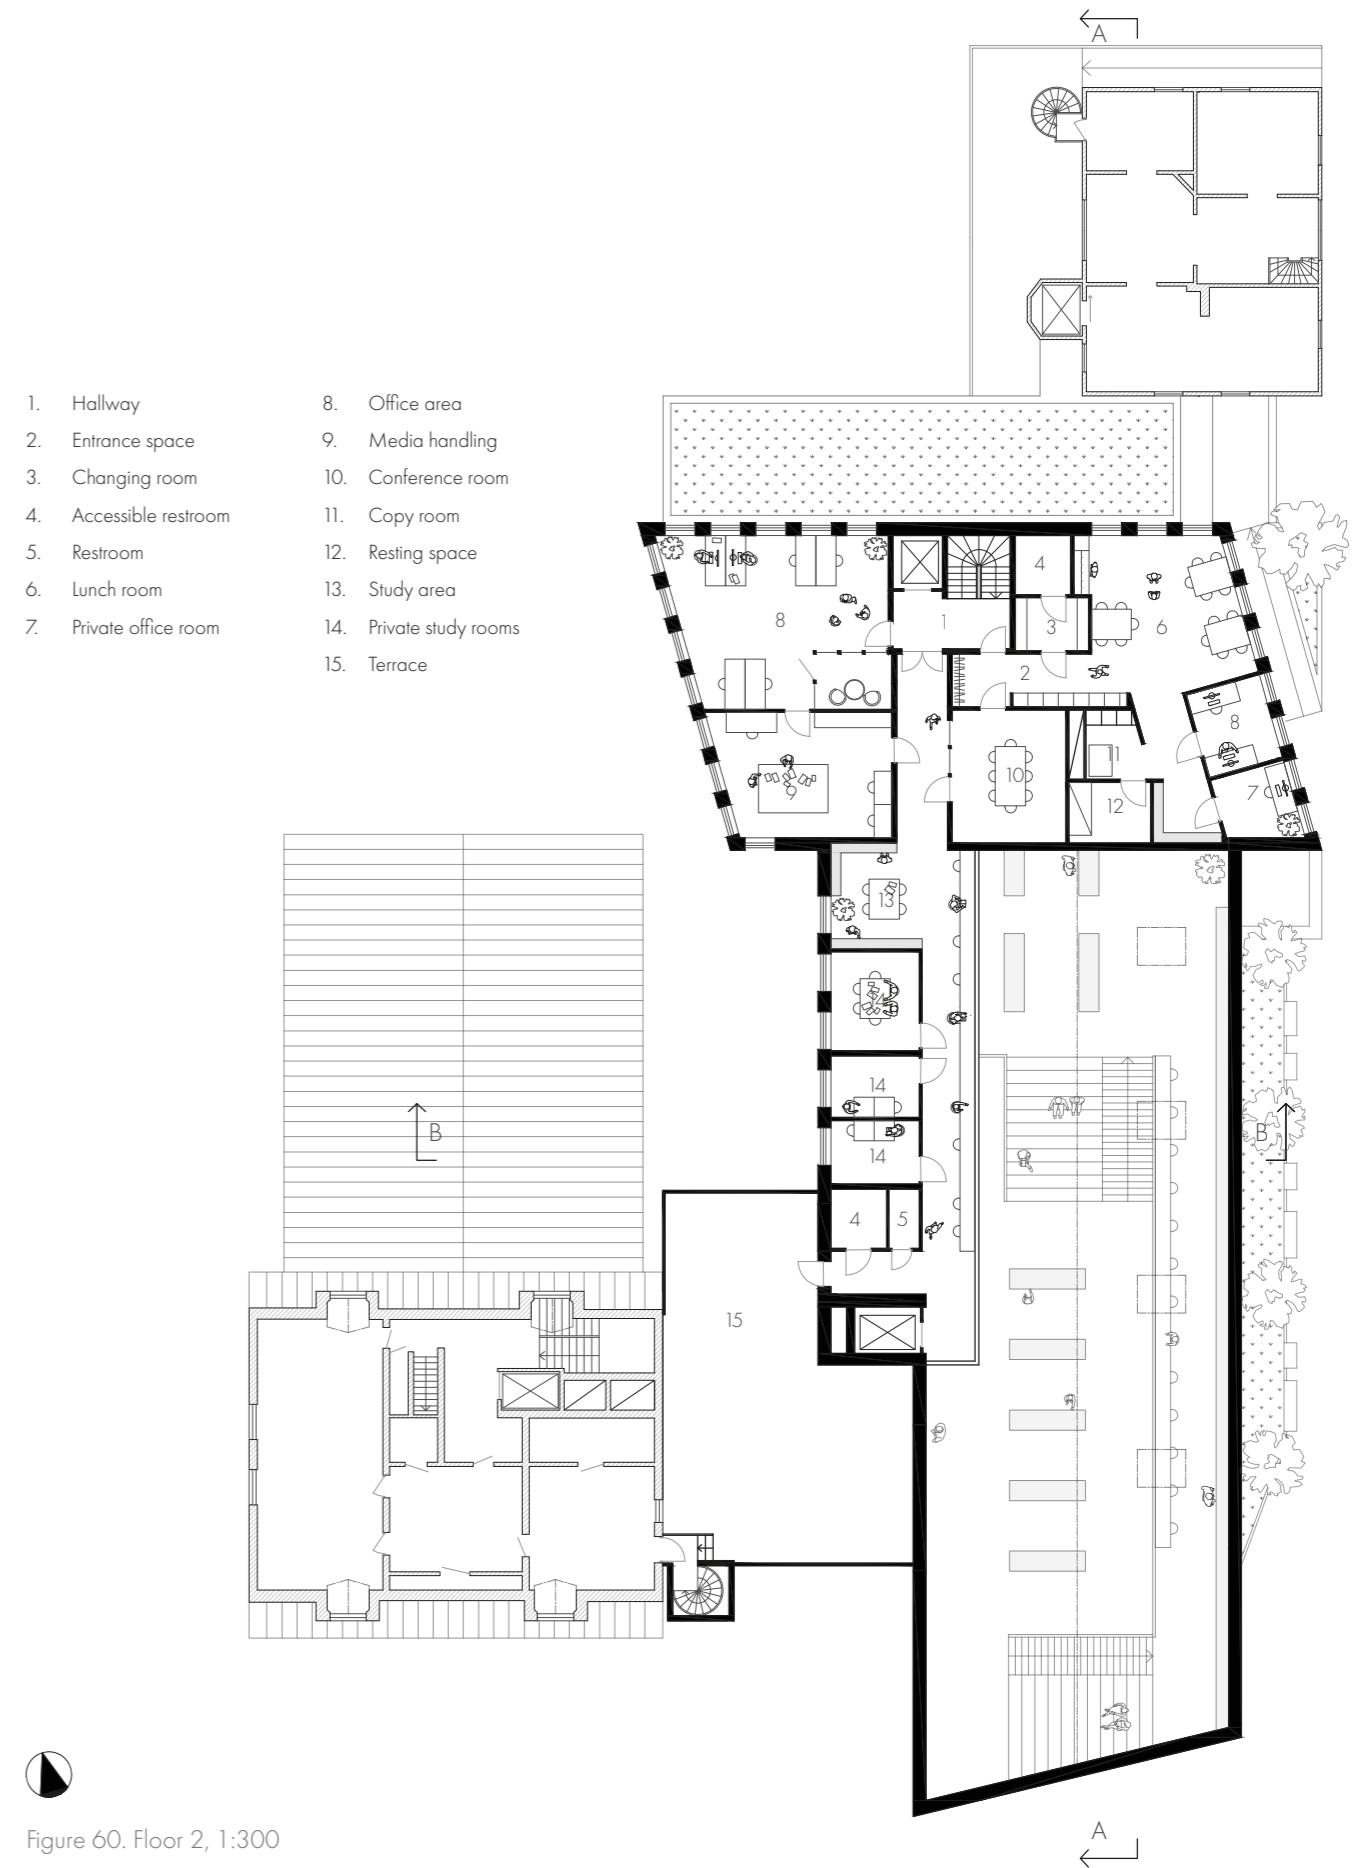 A
1. Hallway
2. Entrance space
3. Changing room
4. Accessible restroom
5. Restroom
6. Lunch room
7. Private office room
8. Office area
9. Media handling
10. Conference room
11. Copy room
12. Resting space
13. Study area
14. Private study rooms
15. Terrace
4
8
1
3
6
2
8
10
11
7
9
12
13
14
14
14
B
B
4
5
15
A
Figure 60. Floor 2, 1:300